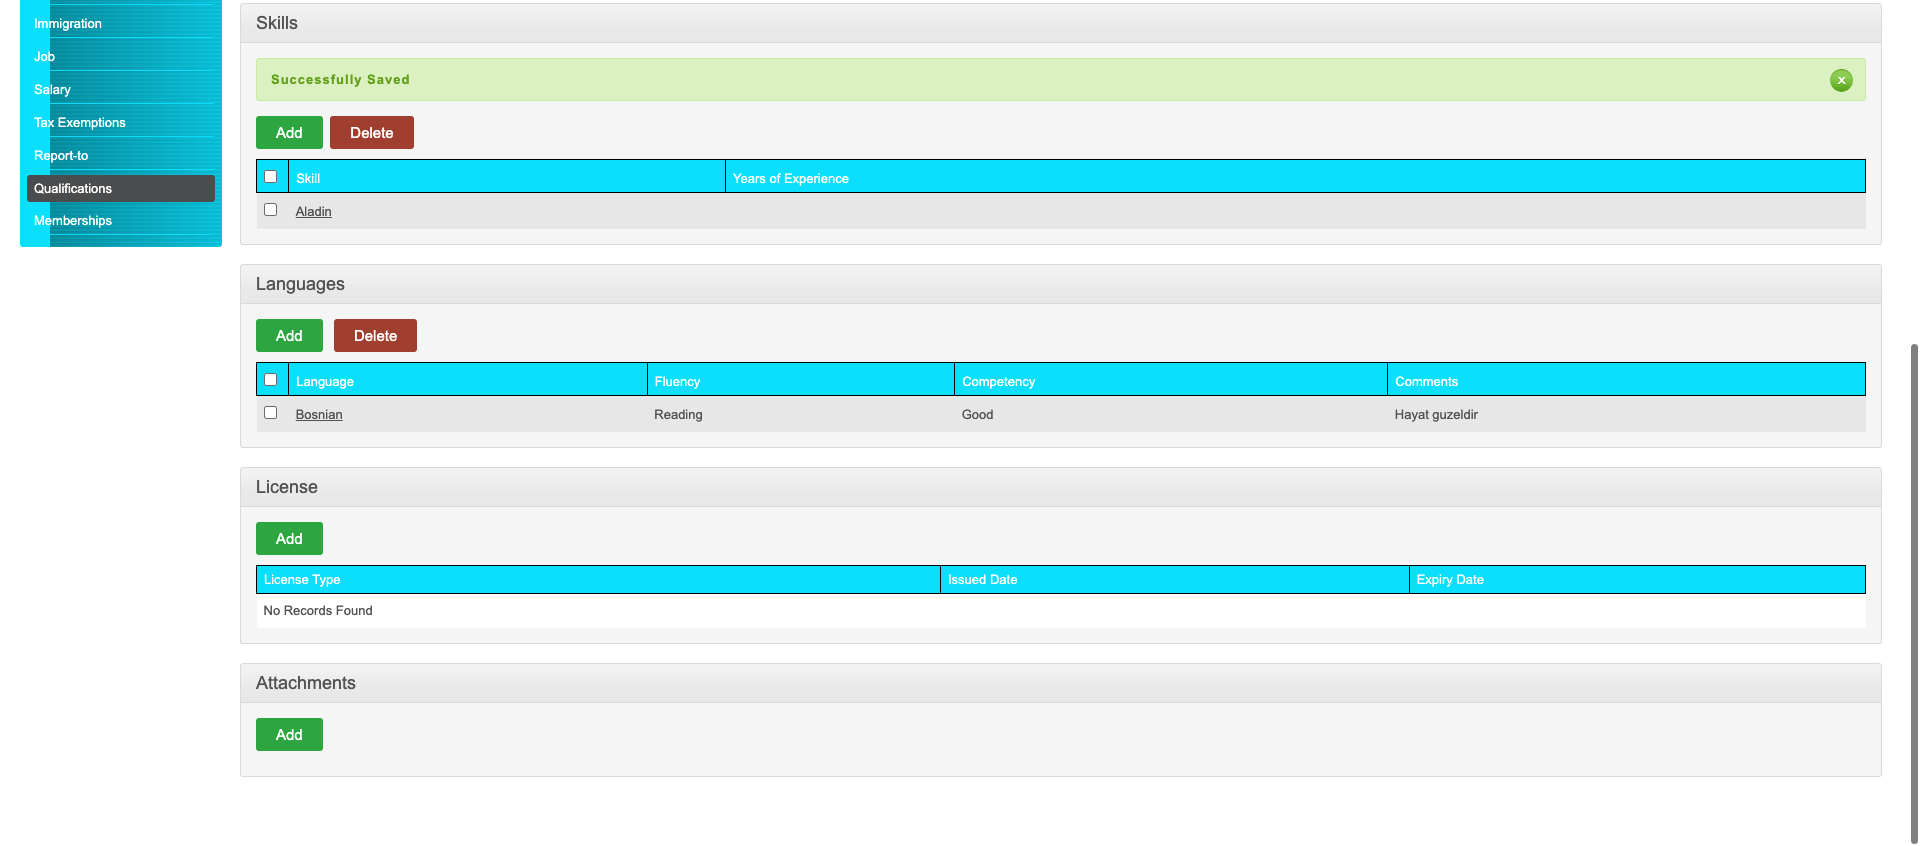 Immigration
Job
Salary
Tax Exemptions
Report-to
Qualifications
Memberships
Skills
Successfully Saved
x
Add Delete
Skill Years of Experience
Aladin
Languages
Add Delete
Language Fluency Competency Comments
Bosnian Reading Good Hayat guzeldir
License
Add
License Type Issued Date Expiry Date
No Records Found
Attachments
Add